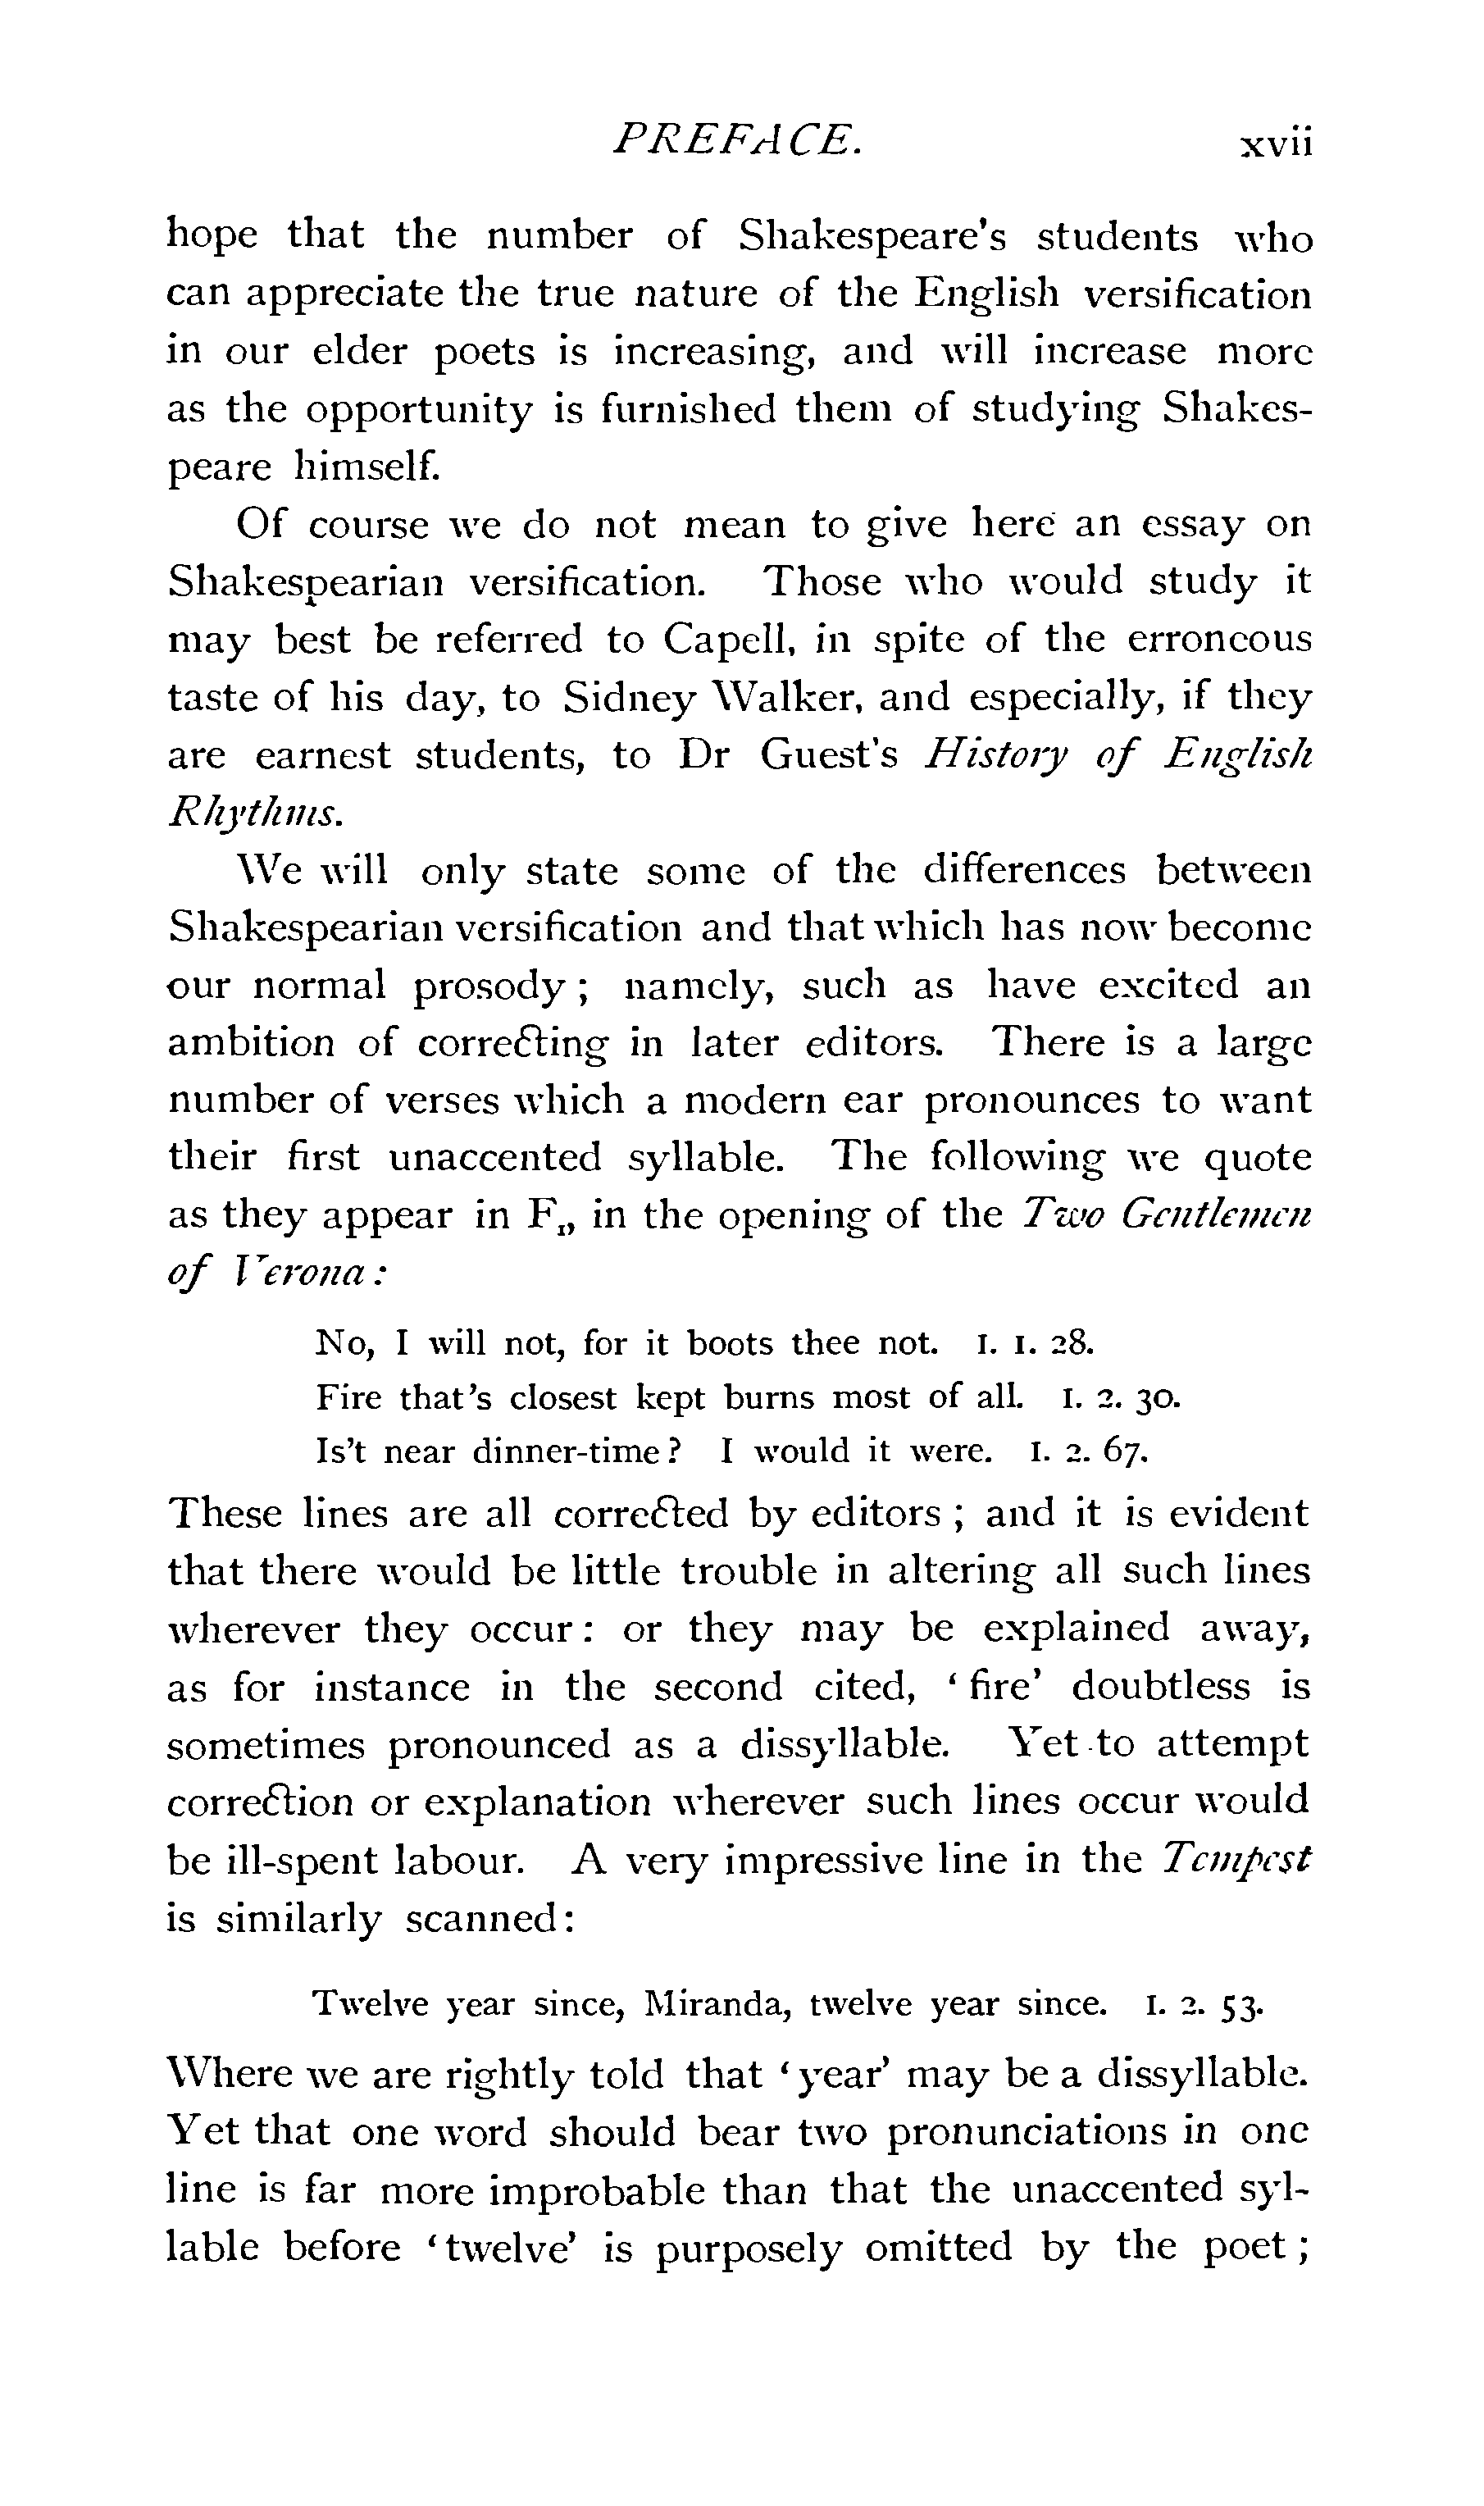 PREFACE. xvii
hope that the number of Shakespeare's students who
can appreciate the true nature of the English versification
in our elder poets is increasing, and will increase more
as the opportunity is furnished them of studying Shakes-
peare himself.
Of course we do not mean to give here an essay on
Shakespearian versification. Those who would study it
may best be referred to Capell, in spite of the erroneous
taste of his day, to Sidney Walker, and especially, if they
are earnest students, to Dr Guest's History of English
Rhythms.
We will only state some of the differences between
Shakespearian versification and that which has now become
our normal prosody; namely, such as have excited an
ambition of correcting in later editors. There is a large
number of verses which a modern ear pronounces to want
their first unaccented syllable. The following we quote
as they appear in F₁, in the opening of the Two Gentlemen
of Verona:
No, I will not, for it boots thee not. I. 1. 28.
Fire that's closest kept burns most of all. I. 2. 30.
Is't near dinner-time? I would it were. I. 2. 67.
These lines are all corrected by editors; and it is evident
that there would be little trouble in altering all such lines
wherever they occur: or they may be explained away,
as for instance in the second cited, 'fire' doubtless is
sometimes pronounced as a dissyllable. Yet to attempt
correction or explanation wherever such lines occur would
be ill-spent labour. A very impressive line in the Tempest
is similarly scanned:
Twelve year since, Miranda, twelve year since. I. 2. 53.
Where we are rightly told that 'year' may be a dissyllable.
Yet that one word should bear two pronunciations in one
line is far more improbable than that the unaccented syl-
lable before 'twelve' is purposely omitted by the poet;